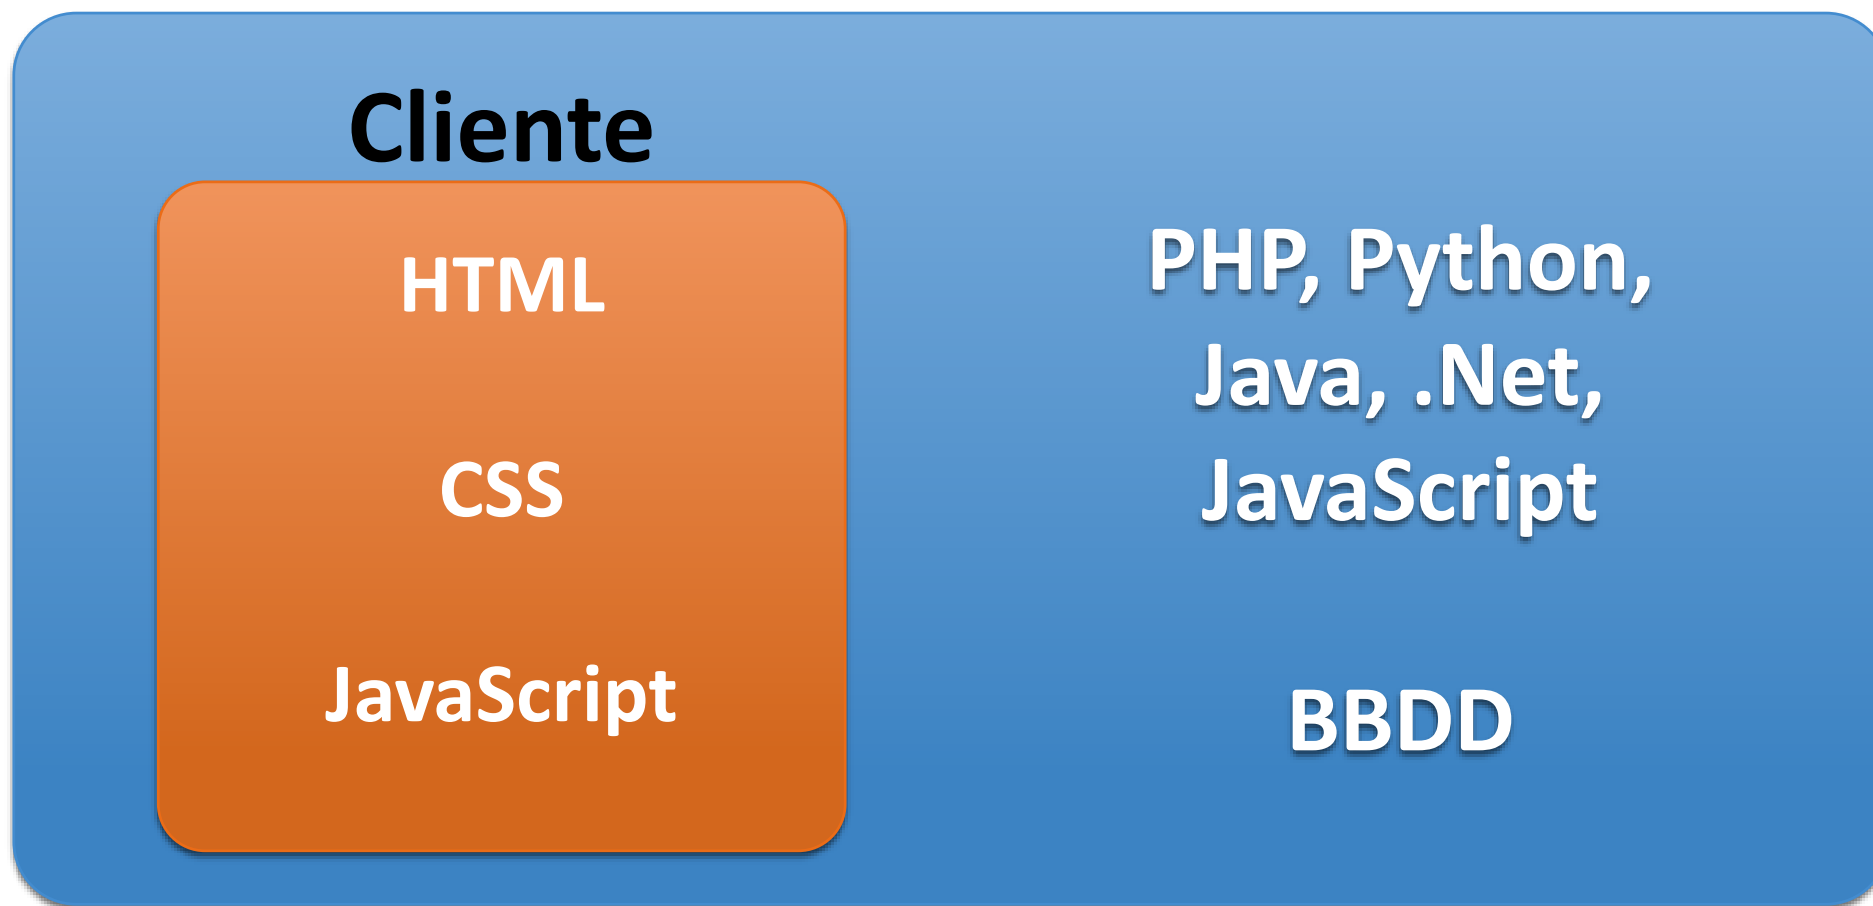 Cliente
HTML
CSS
JavaScript
PHP, Python,
Java, .Net,
JavaScript
BBDD